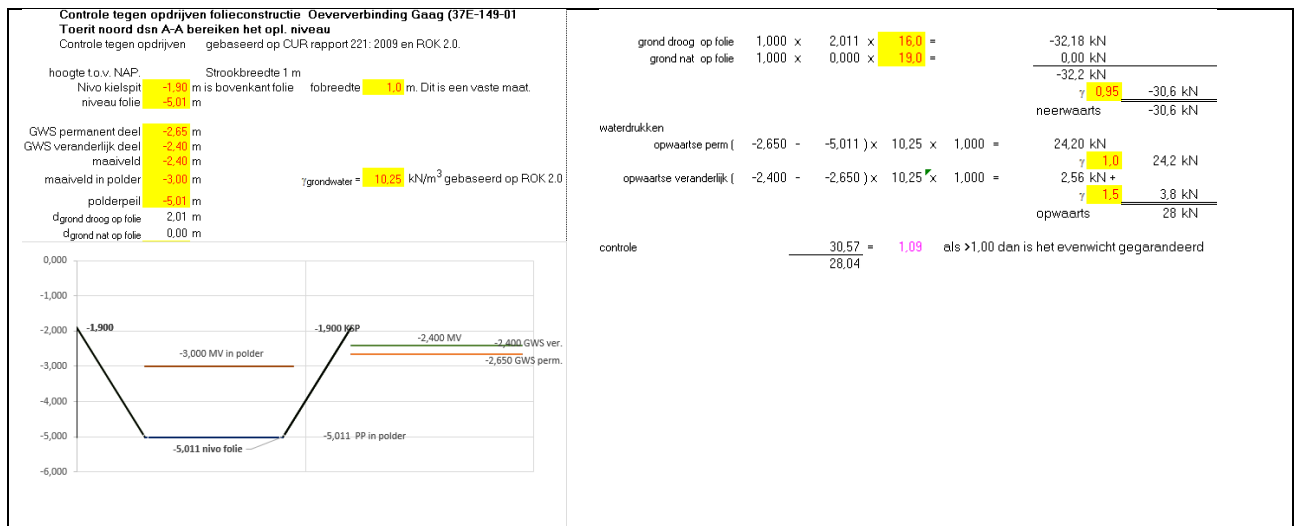 Controle tegen opdrijven folieconstructie Oeververbinding Gaag (37E-149-01
Toerit noord dsn A-A bereiken het opl. niveau
Controle tegen opdrijven gebaseerd op CUR rapport 221: 2009 en ROK 2.0.
hoogte t.o.v. NAP. Strookbreedte 1 m
Nivo kielspit -1,90 m is bovenkant folie fobreedte 1,0 m. Dit is een vaste maat.
niveau folie -5,01 m
GWS permanent deel -2,65 m
GWS veranderlijk deel -2,40 m
maaiveld -2,40 m
maaiveld in polder -3,00 m γgrondwater = 10,25 kN/m³ gebaseerd op ROK 2.0
polderpeil -5,01 m
dgrond droog op folie 2,01 m
dgrond nat op folie 0,00 m
0,000
-1,000
-2,000
-3,000
-4,000
-5,000
-6,000
-1,900
-3,000 MV in polder
-1,900 KSP
-2,400 MV
-2,400 GWS ver.
-2,650 GWS perm.
-5,011 nivo folie
-5,011 PP in polder
grond droog op folie 1,000 x 2,011 x 16,0 = -32,18 kN
grond nat op folie 1,000 x 0,000 x 19,0 = 0,00 kN
-32,2 kN
γ 0,95 -30,6 kN
neerwaarts -30,6 kN
waterdrukken
opwaartse perm ( -2,650 - -5,011 ) x 10,25 x 1,000 = 24,20 kN
γ 1,0 24,2 kN
opwaartse veranderlijk ( -2,400 - -2,650 ) x 10,25 x 1,000 = 2,56 kN +
γ 1,5 3,8 kN
opwaarts 28 kN
controle 30,57 = 1,09 als >1,00 dan is het evenwicht gegarandeerd
28,04